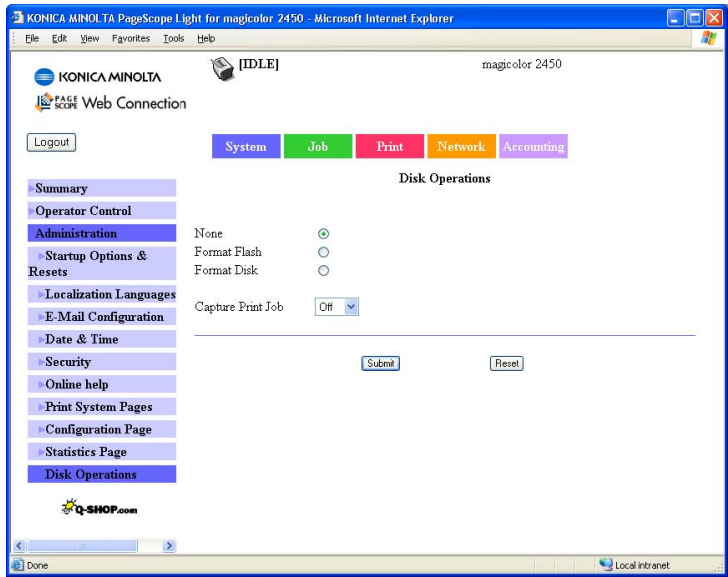 KONICA MINOLTA PageScope Light for magicolor 2450 - Microsoft Internet Explorer
File Edit View Favorites Tools Help
KONICA MINOLTA
[IDLE]
magicolor 2450
PAGE SCOPE Web Connection
Logout
System Job Print Network Accounting
Disk Operations
Summary
Operator Control
Administration
Startup Options &
Resets
Localization Languages
E-Mail Configuration
Date & Time
Security
Online help
Print System Pages
Configuration Page
Statistics Page
Disk Operations
Q-SHOP.com
None
Format Flash
Format Disk
Capture Print Job Off
Submit Reset
Done Local intranet